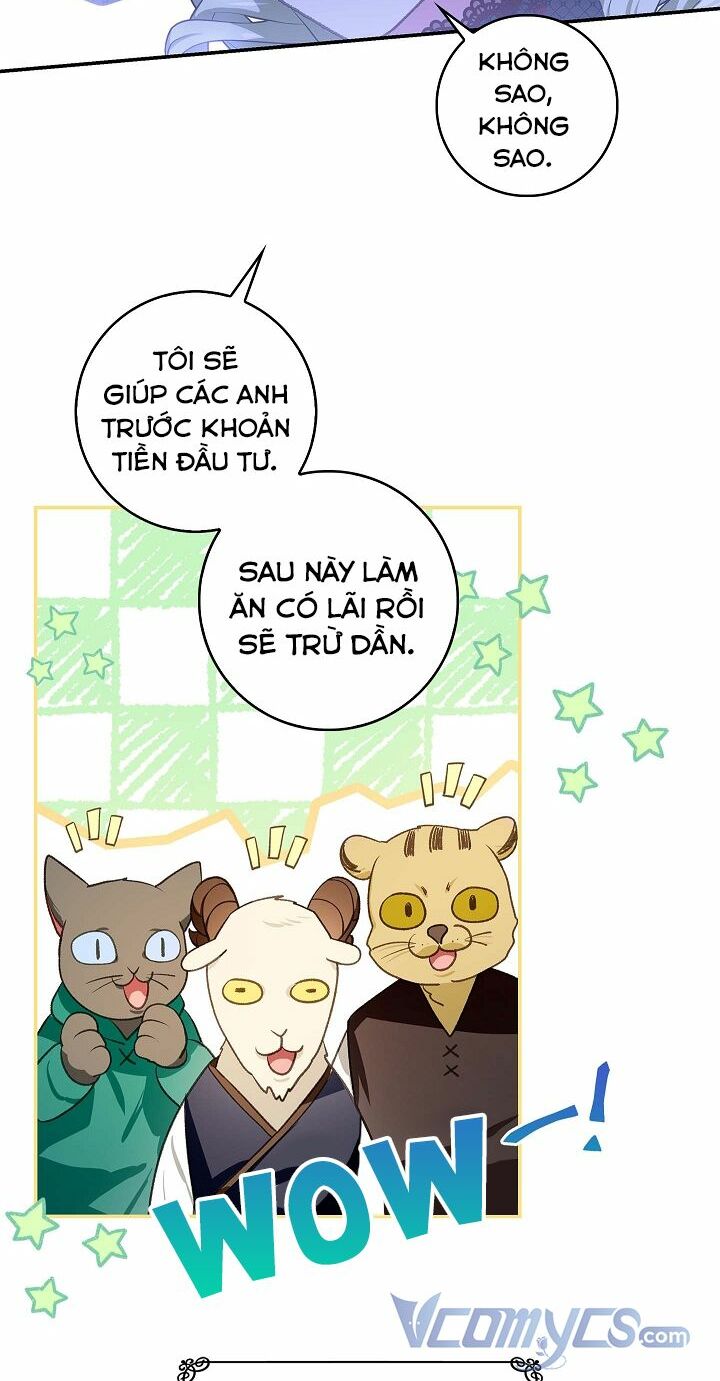 KHÔNG
SAO,
KHÔNG
SAO.
TÔI SẼ
GIÚP CÁC ANH
TRƯỚC KHOẢN
TIỀN ĐẦU TƯ.
SAU NÀY LÀM
ĂN CÓ LÃI RỒI
SẼ TRỪ DẦN.
WOW~!
VCOMYCS.com